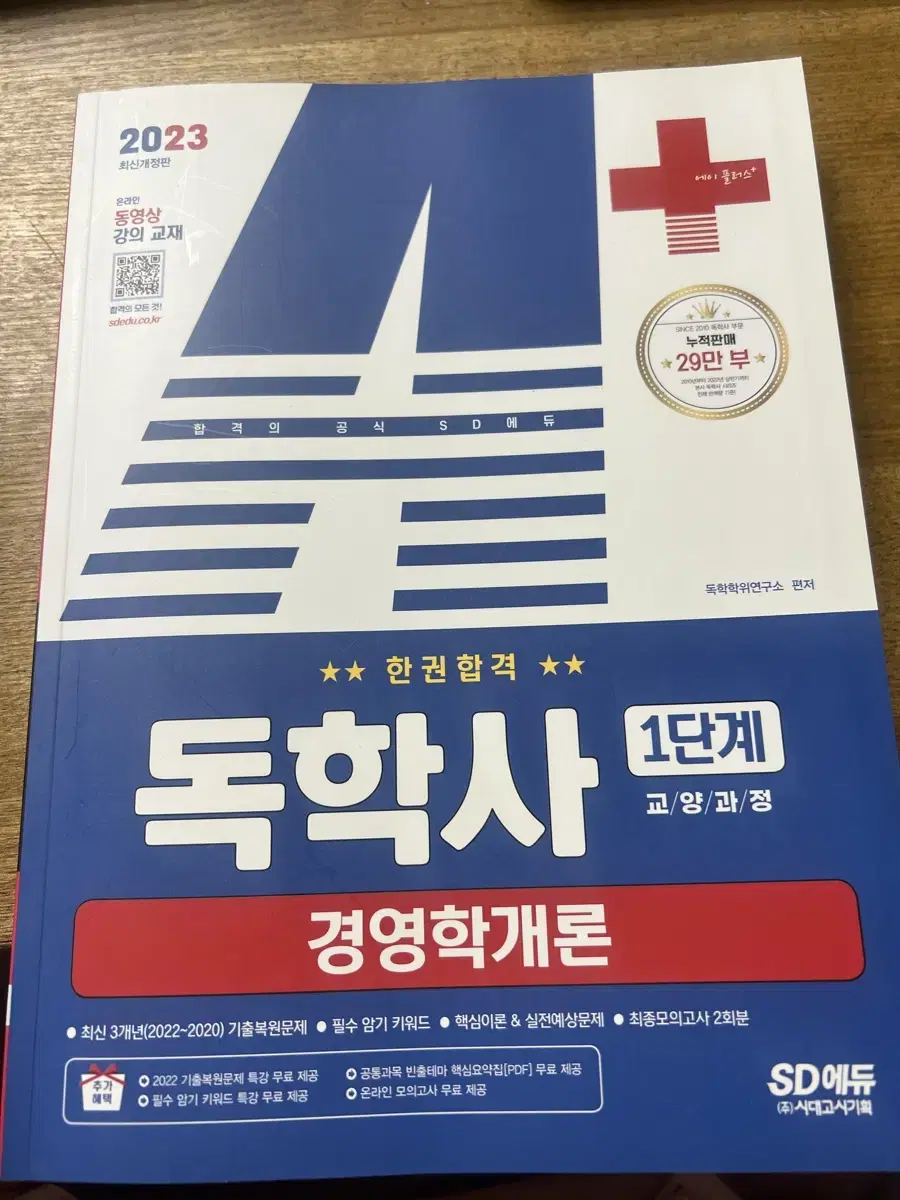 2023
최신개정판
온라인
동영상
강의 교재
합격의 모든 것!
sdedu.co.kr
에이 플러스+
SINCE 2010 독학사 부문
누적판매
29만 부
합격의 공식 SD에듀
독학학위연구소 편저
★★ 한권합격 ★★
독학사
1단계
교/양/과/정
경영학개론
● 최신 3개년(2022~2020) 기출복원문제 ● 필수 암기 키워드 ● 핵심이론 & 실전예상문제 ● 최종모의고사 2회분
추가
혜택
2022 기출복원문제 특강 무료 제공
필수 암기 키워드 특강 무료 제공
공통과목 빈출테마 핵심요약집[PDF] 무료 제공
온라인 모의고사 무료 제공
SD에듀
(주)시대고시기획